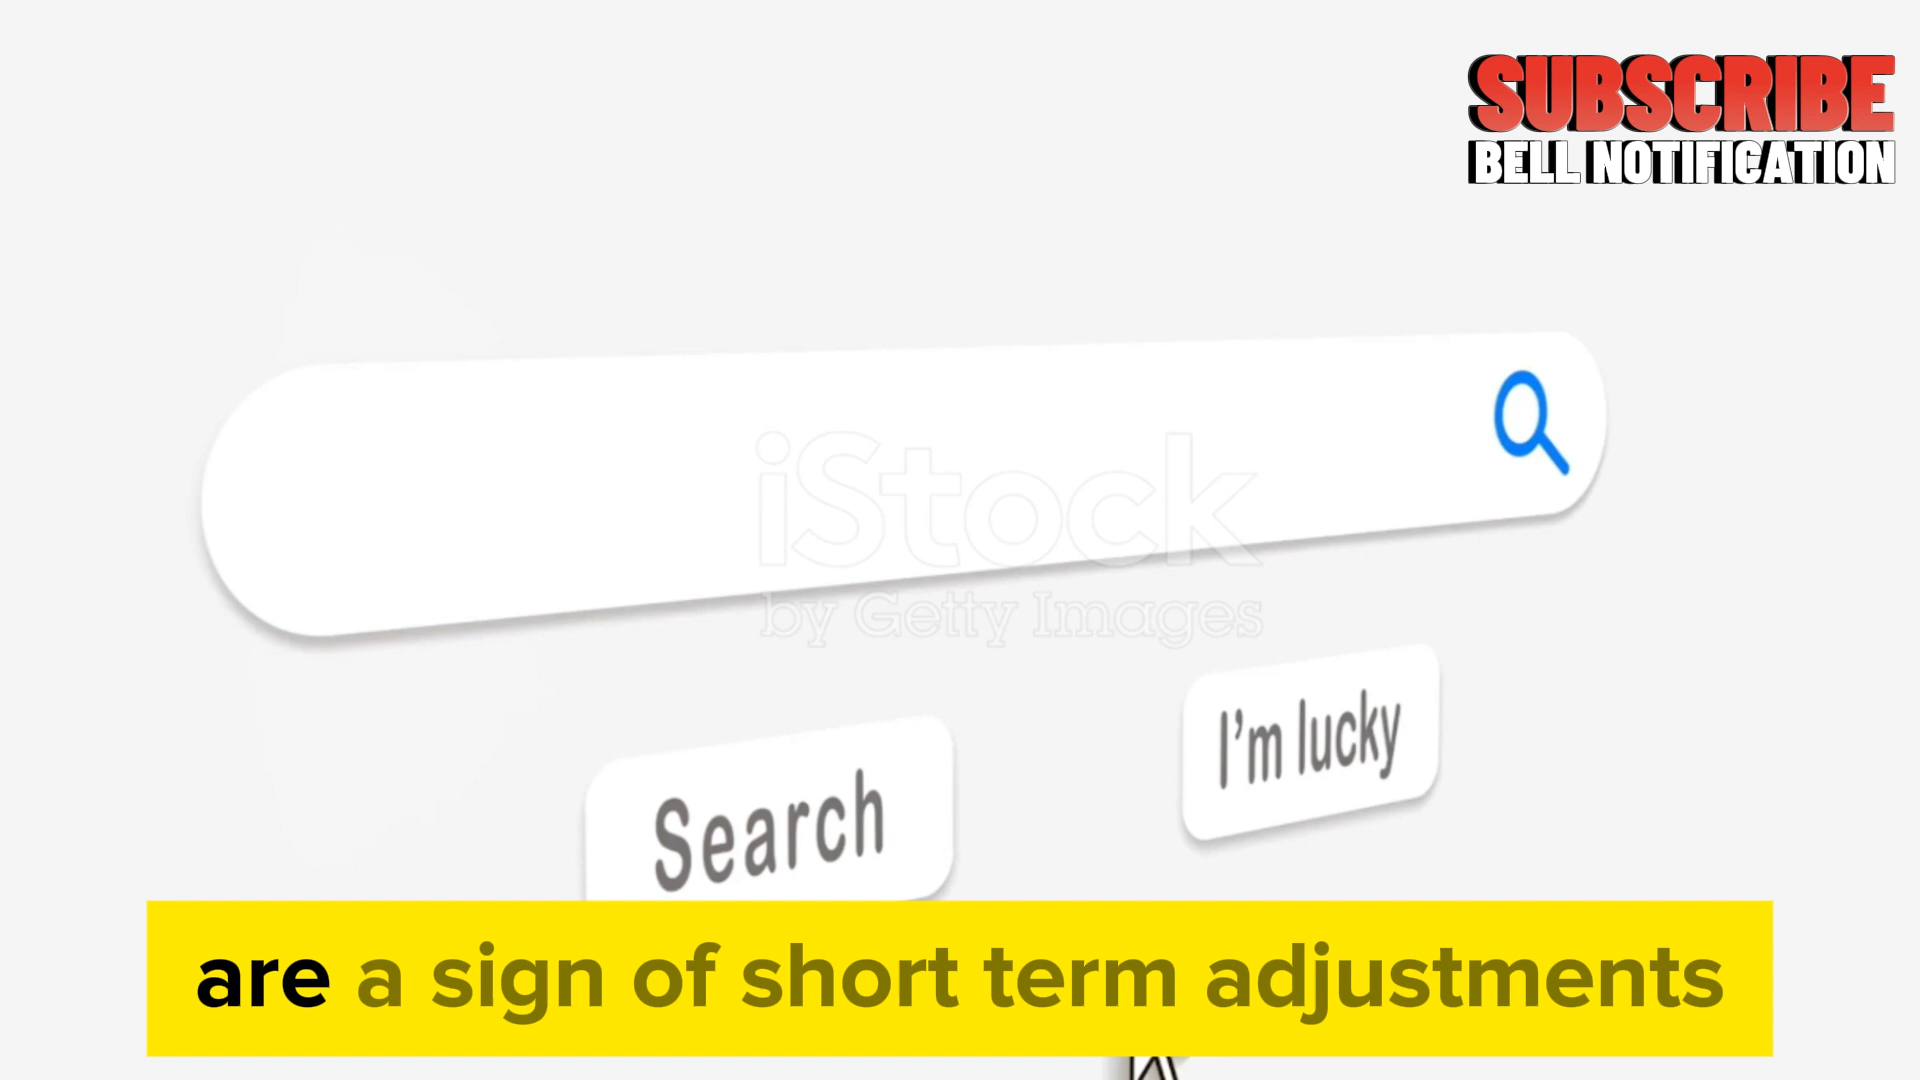 SUBSCRIBE
BELL NOTIFICATION
iStock
by Getty Images
I'm lucky
Search
are a sign of short term adjustments